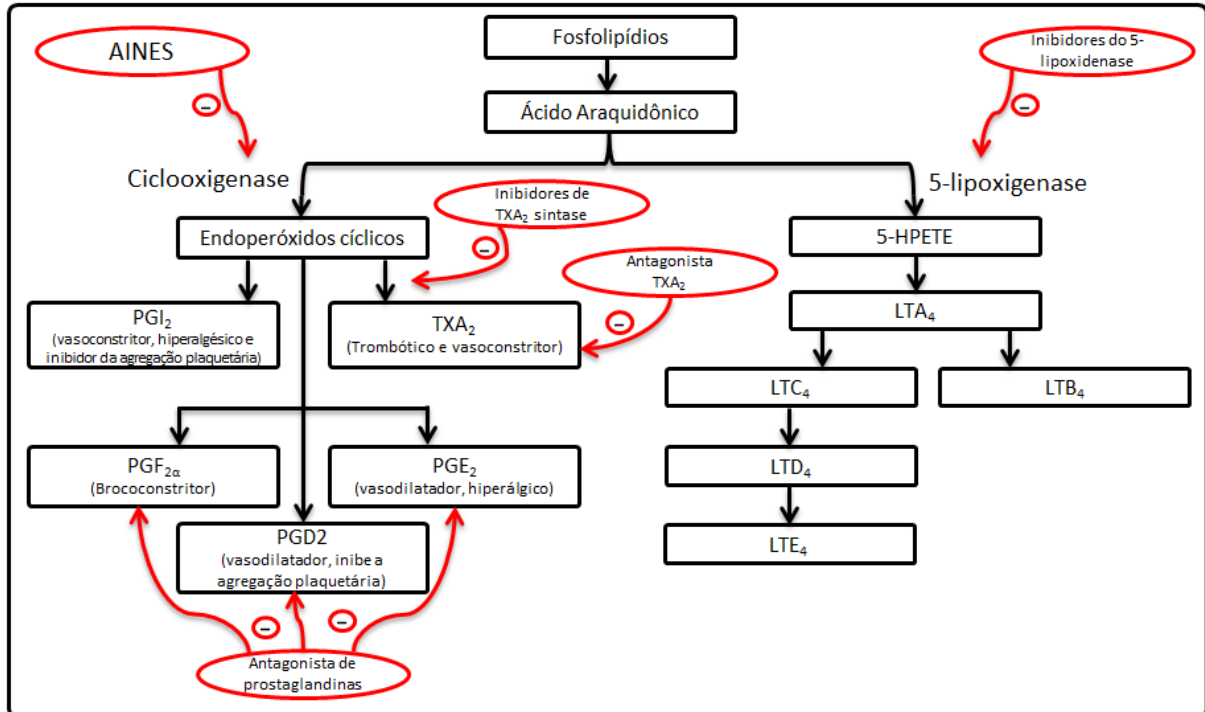 AINES
Fosfolipídios
Inibidores do 5-
lipoxidenase
Ácido Araquidônico
Ciclooxigenase
5-lipoxigenase
Inibidores de
TXA₂ sintase
Endoperóxidos cíclicos
5-HPETE
Antagonista
TXA₂
PGI₂
(vasoconstritor, hiperalgésico e
inibidor da agregação plaquetária)
TXA₂
(Trombótico e vasoconstritor)
LTA₄
LTC₄
LTB₄
PGF₂α
(Brococonstritor)
PGE₂
(vasodilatador, hiperálgico)
LTD₄
PGD2
(vasodilatador, inibe a
agregação plaquetária)
LTE₄
Antagonista de
prostaglandinas